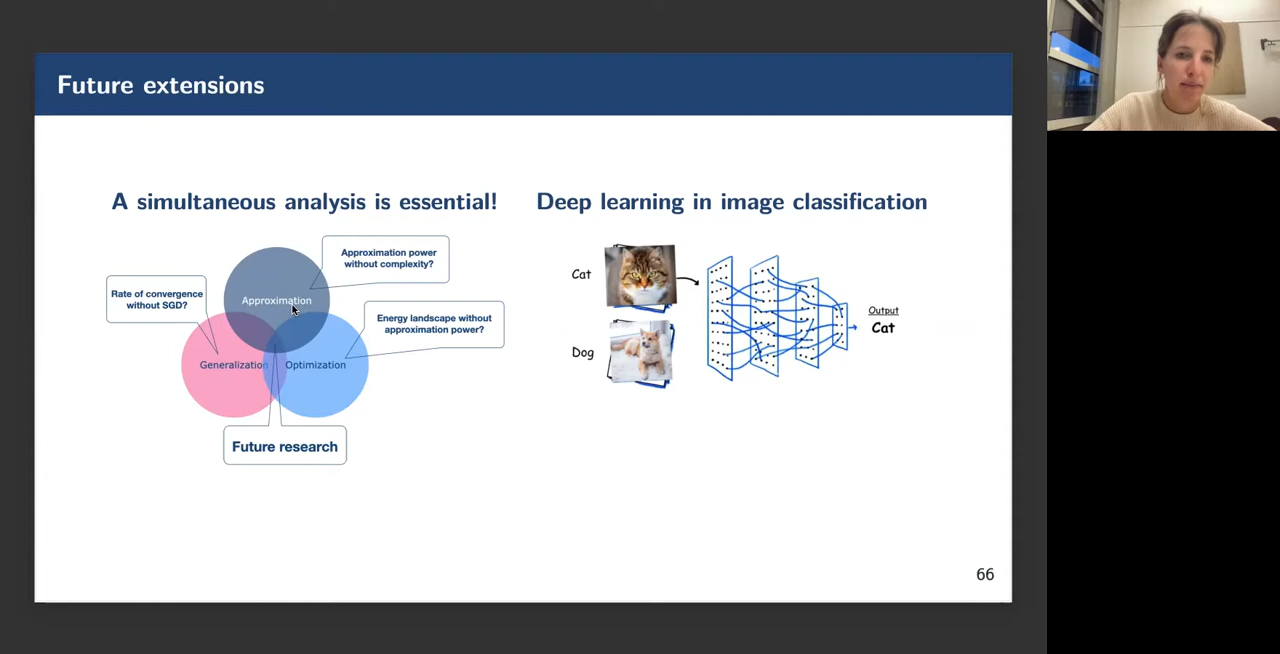 Future extensions
A simultaneous analysis is essential!
Approximation power
without complexity?
Rate of convergence
without SGD?
Approximation
Energy landscape without
approximation power?
Generalization
Optimization
Future research
Deep learning in image classification
Cat
Dog
Output
Cat
66